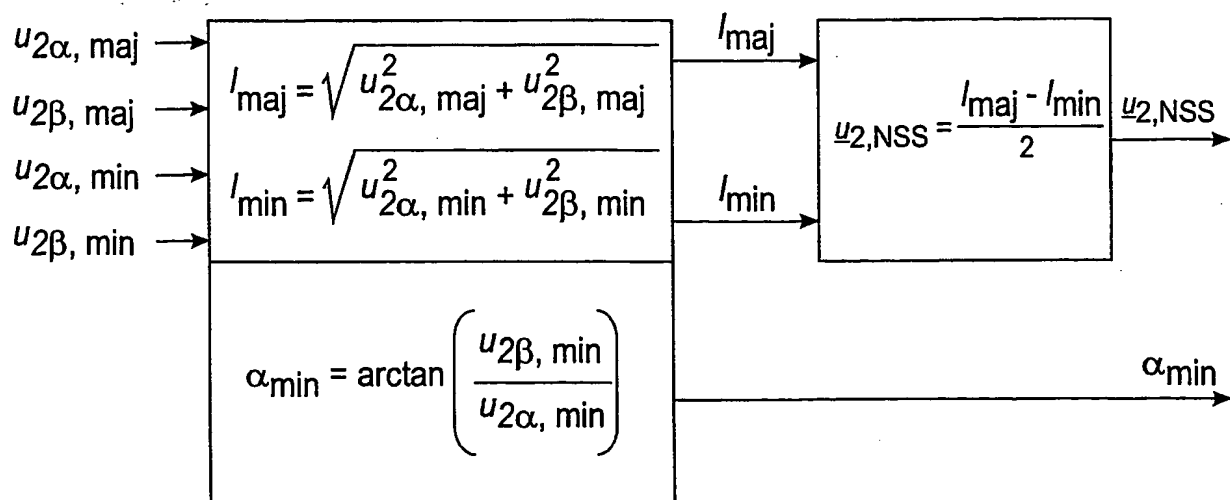 u2α, maj
u2β, maj
u2α, min
u2β, min
lmaj = √(u²2α, maj + u²2β, maj)
lmin = √(u²2α, min + u²2β, min)
αmin = arctan (u2β, min / u2α, min)
lmaj
lmin
u2,NSS = (lmaj - lmin) / 2
u2,NSS
αmin